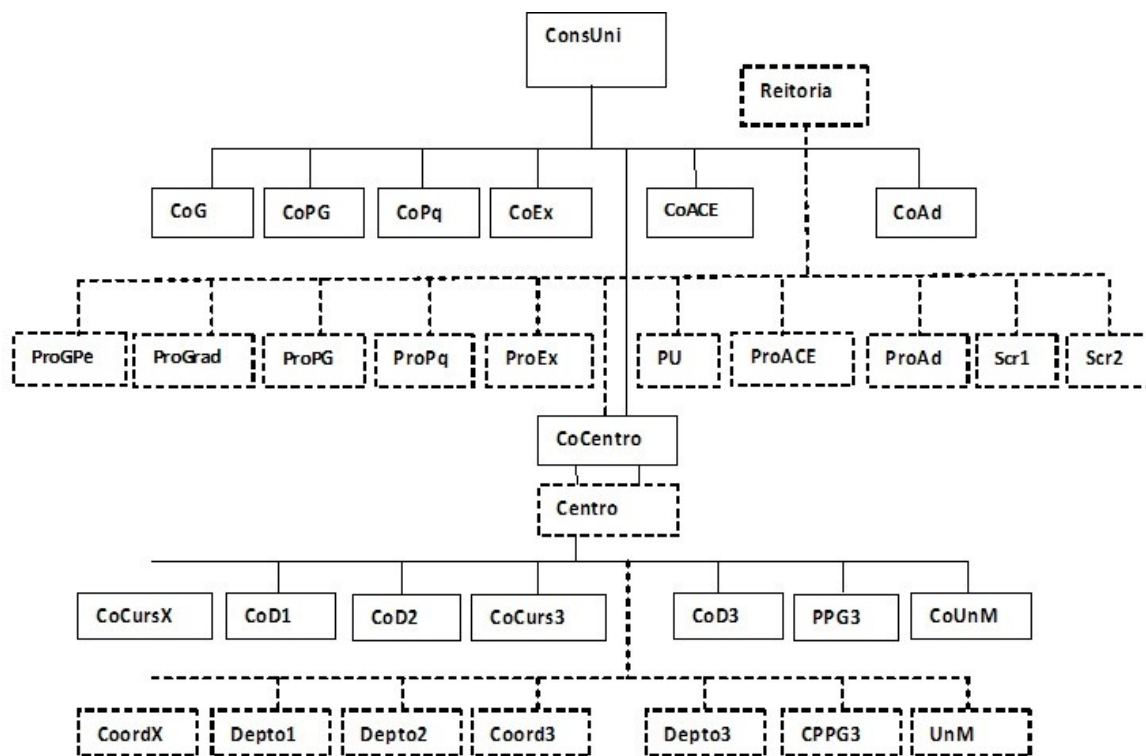 ConsUni
Reitoria
CoG CoPG CoPq CoEx CoACE CoAd
ProGPe ProGrad ProPG ProPq ProEx PU ProACE ProAd Scr1 Scr2
CoCentro
Centro
CoCursX CoD1 CoD2 CoCurs3 CoD3 PPG3 CoUnM
CoordX Depto1 Depto2 Coord3 Depto3 CPPG3 UnM